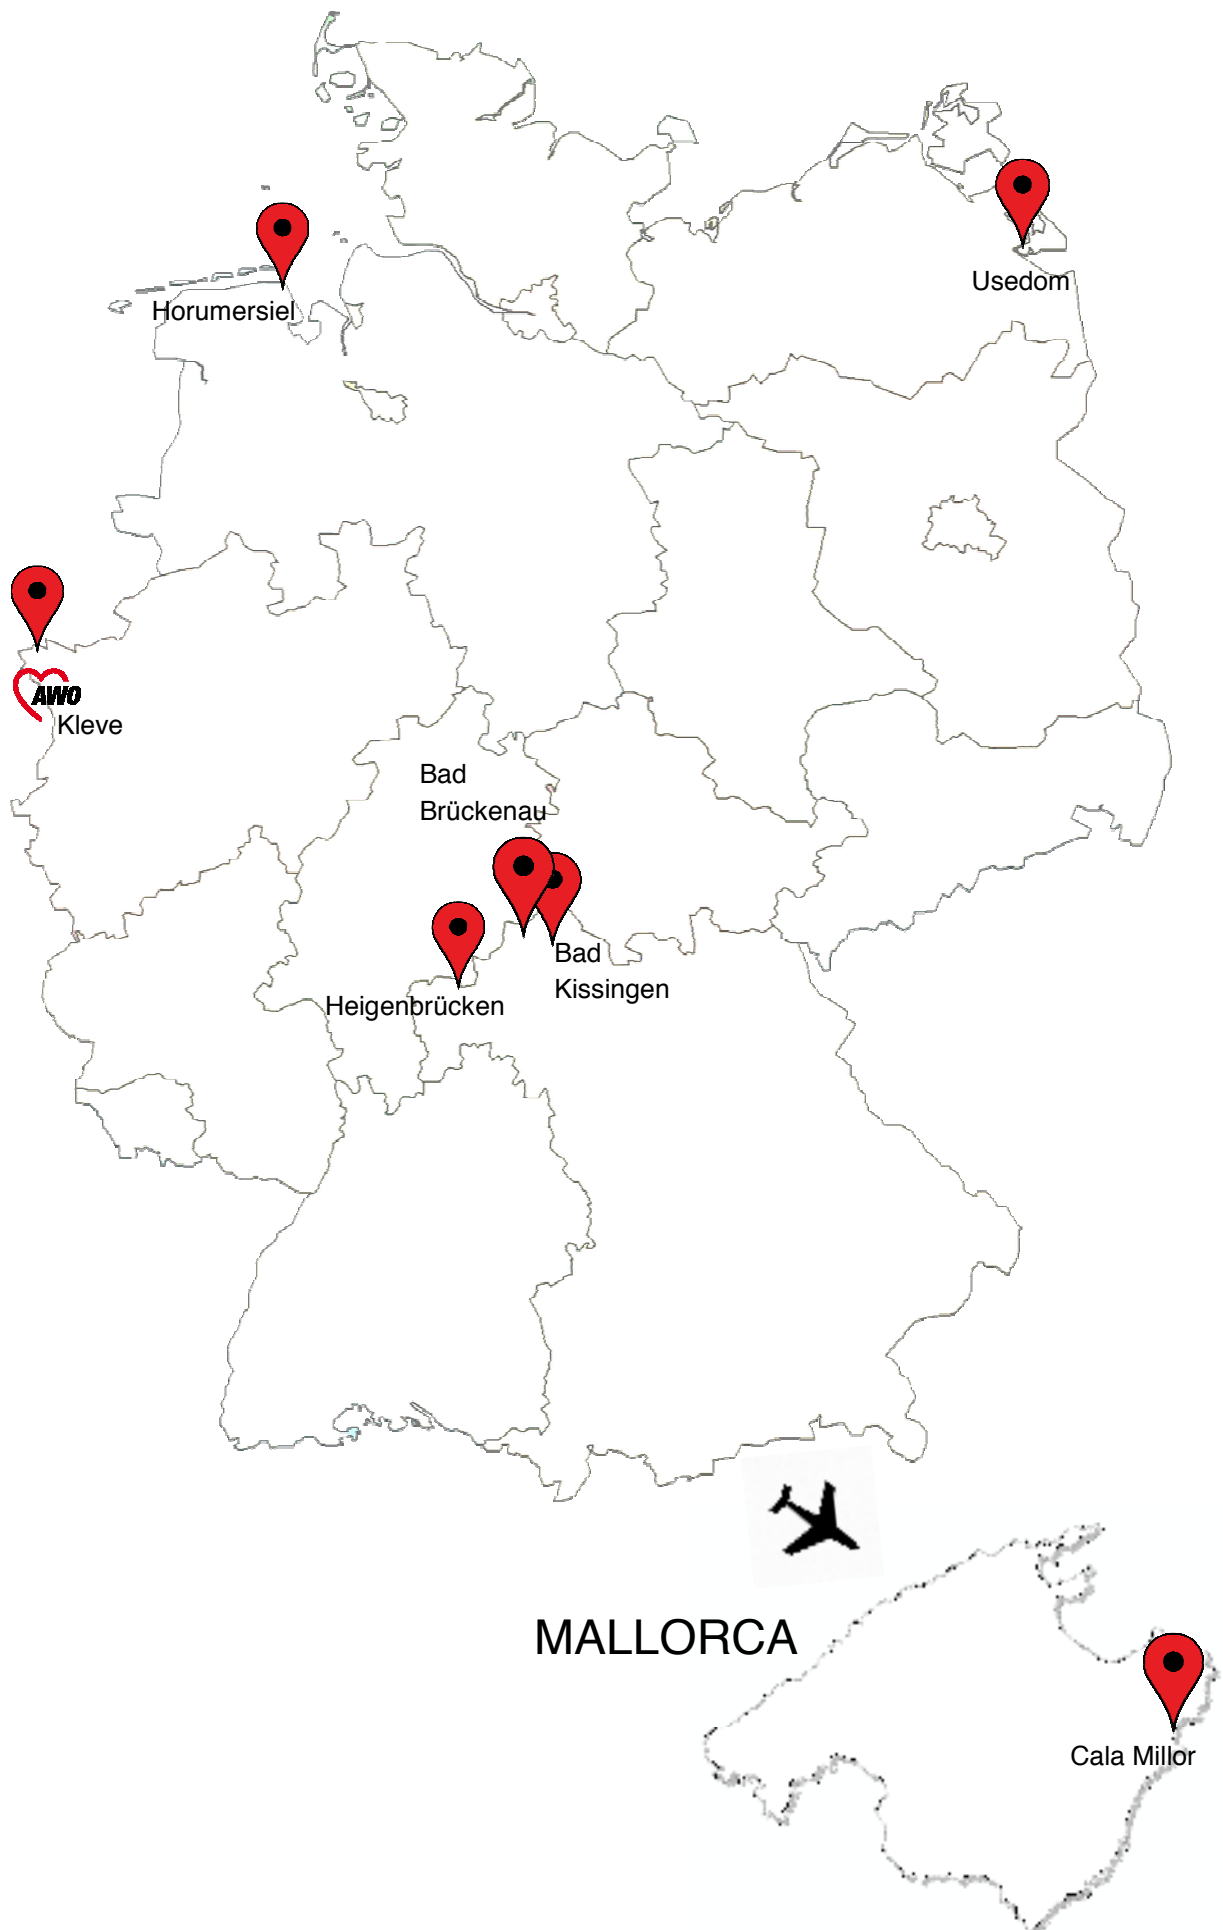 Usedom
Horumersiel
AWO
Kleve
Bad
Brückenau
Bad
Kissingen
Heigenbrücken
MALLORCA
Cala Millor